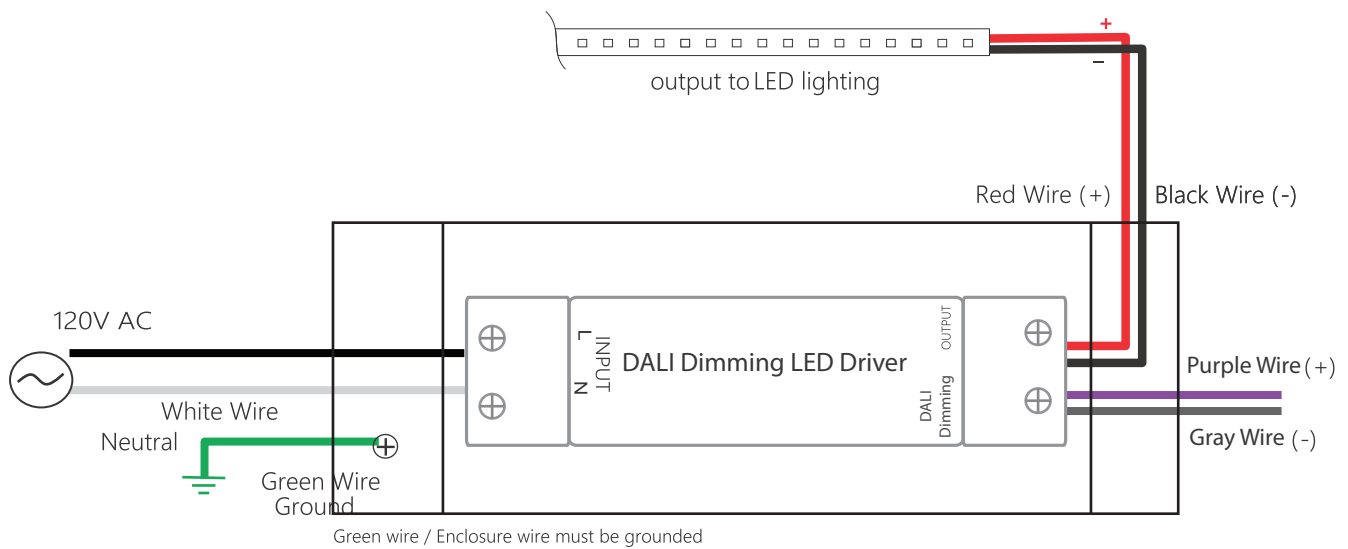 +
–
output to LED lighting
Red Wire (+)
Black Wire (-)
120V AC
L
N
INPUT
DALI Dimming LED Driver
OUTPUT
DALI
Dimming
Purple Wire (+)
Gray Wire (-)
White Wire
Neutral
Green Wire
Ground
Green wire / Enclosure wire must be grounded